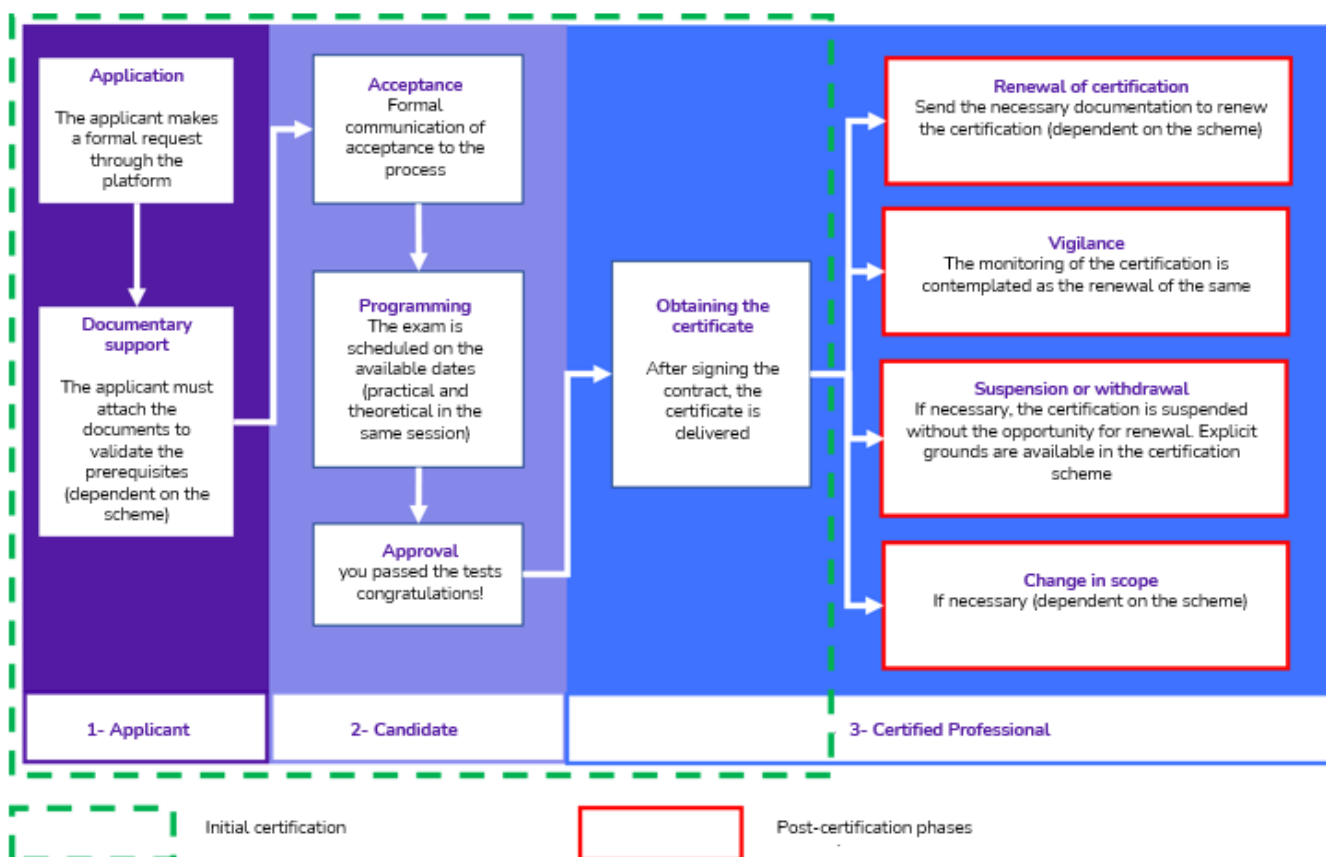 Application
The applicant makes
a formal request
through the
platform
Documentary
support
The applicant must
attach the
documents to
validate the
prerequisites
(dependent on the
scheme)
Acceptance
Formal
communication of
acceptance to the
process
Programming
The exam is
scheduled on the
available dates
(practical and
theoretical in the
same session)
Approval
you passed the tests
congratulations!
Obtaining the
certificate
After signing the
contract, the
certificate is
delivered
Renewal of certification
Send the necessary documentation to renew
the certification (dependent on the scheme)
Vigilance
The monitoring of the certification is
contemplated as the renewal of the same
Suspension or withdrawal
If necessary, the certification is suspended
without the opportunity for renewal. Explicit
grounds are available in the certification
scheme
Change in scope
If necessary (dependent on the scheme)
1- Applicant
2- Candidate
3- Certified Professional
Initial certification
Post-certification phases